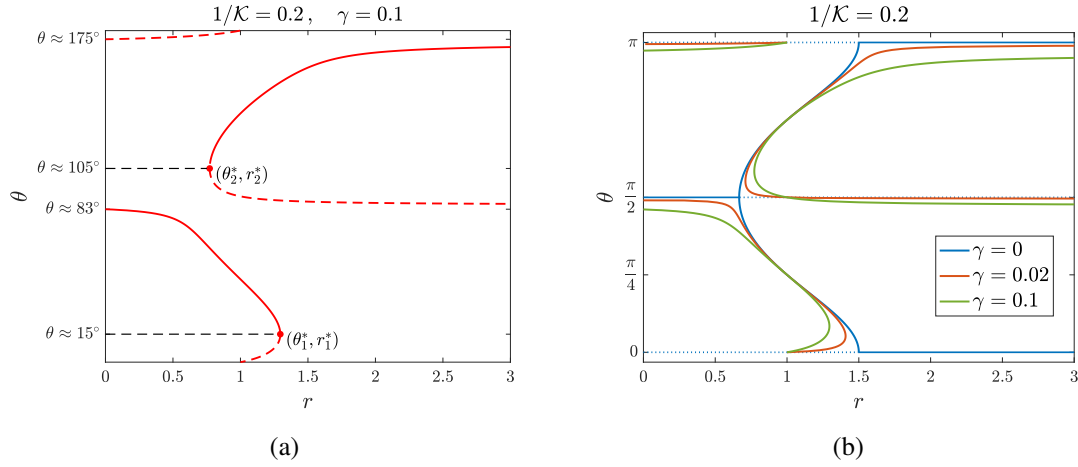 1/𝒦 = 0.2 , γ = 0.1
θ ≈ 175°
θ ≈ 105°
θ ≈ 83°
θ ≈ 15°
θ
(θ₂*, r₂*)
(θ₁*, r₁*)
0 0.5 1 1.5 2 2.5 3
r
(a)
1/𝒦 = 0.2
π
π/2
π/4
0
θ
γ = 0
γ = 0.02
γ = 0.1
0 0.5 1 1.5 2 2.5 3
r
(b)